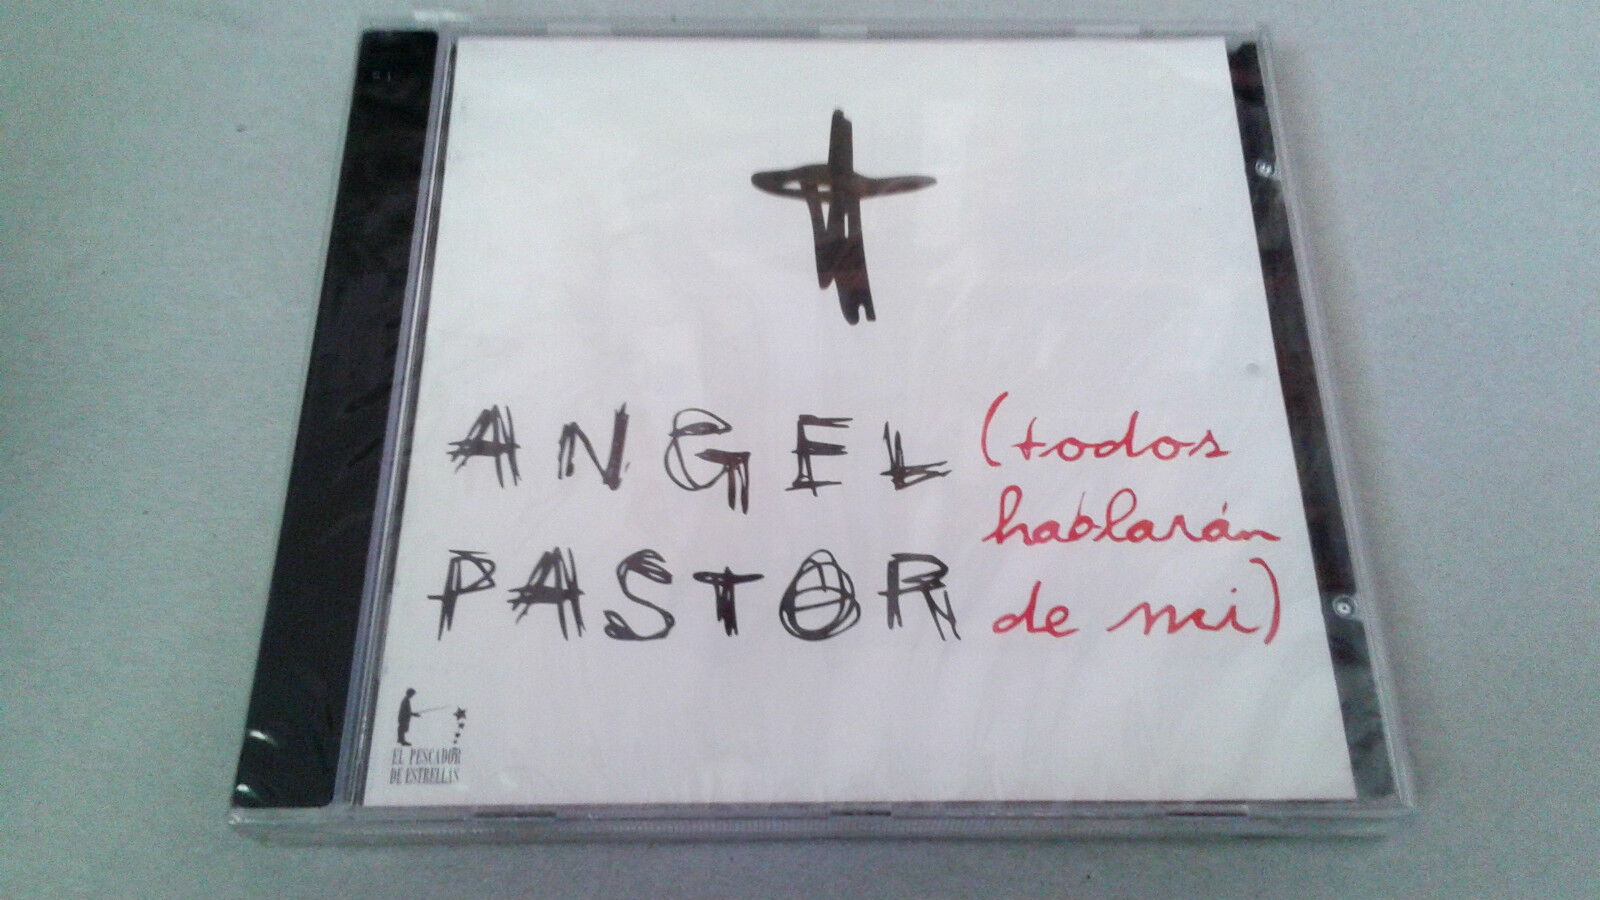 ANGEL
PASTOR
(todos
hablarán
de mi)
EL PESCADOR
DE ESTRELLAS